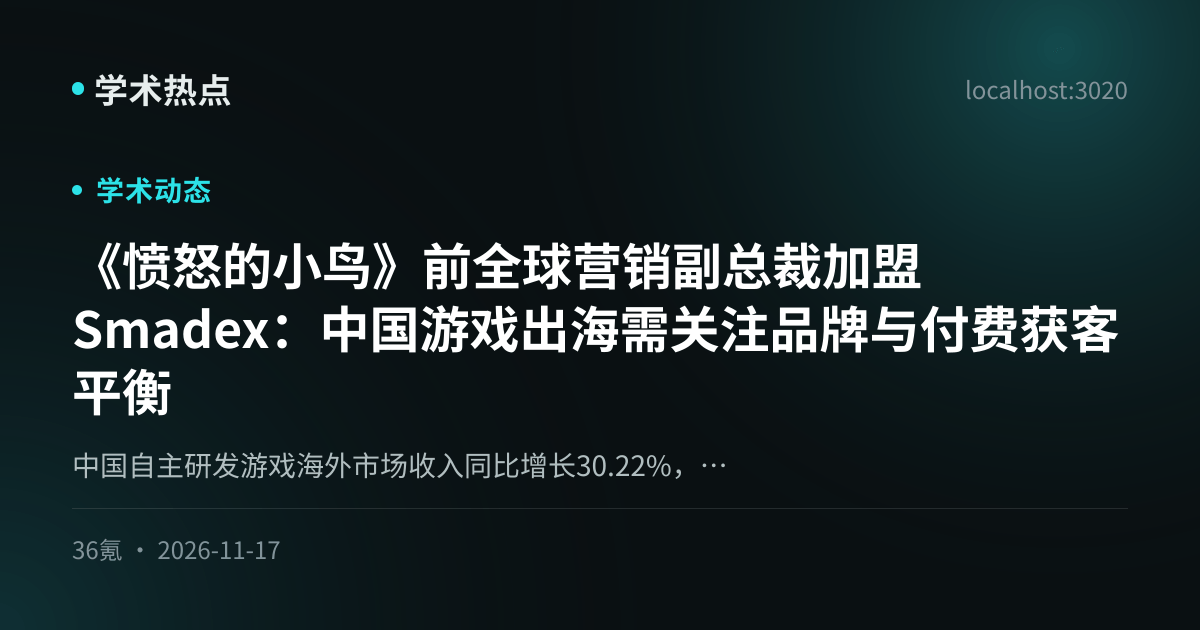 学术热点
localhost:3020
学术动态
《愤怒的小鸟》前全球营销副总裁加盟
Smadex：中国游戏出海需关注品牌与付费获客
平衡
中国自主研发游戏海外市场收入同比增长30.22%，…
36氪 · 2026-11-17